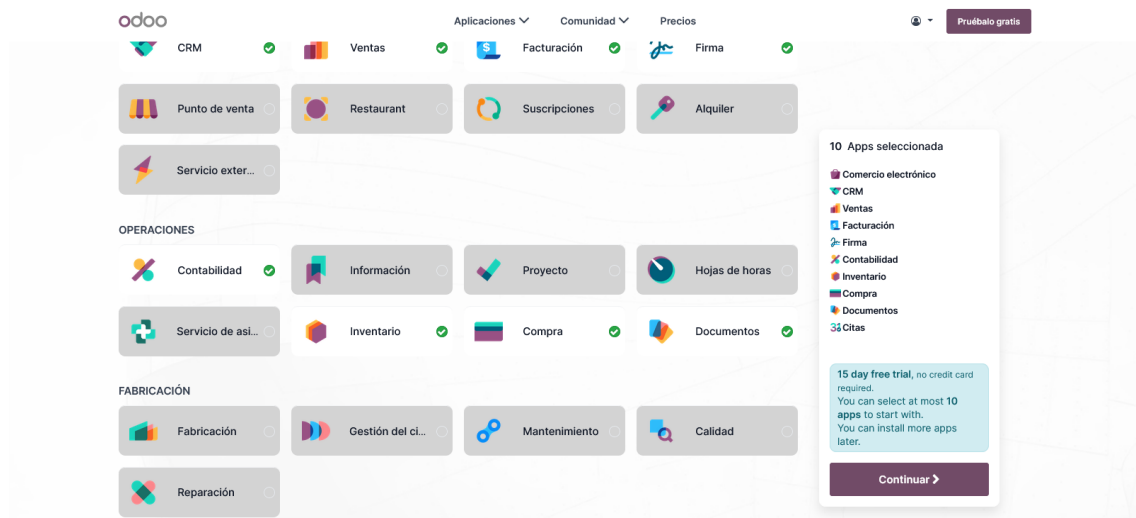 odoo
Aplicaciones
Comunidad
Precios
Pruébalo gratis
CRM
Ventas
Facturación
Firma
Punto de venta
Restaurant
Suscripciones
Alquiler
Servicio exter...
OPERACIONES
Contabilidad
Información
Proyecto
Hojas de horas
Servicio de asi...
Inventario
Compra
Documentos
FABRICACIÓN
Fabricación
Gestión del ci...
Mantenimiento
Calidad
Reparación
10 Apps seleccionada
Comercio electrónico
CRM
Ventas
Facturación
Firma
Contabilidad
Inventario
Compra
Documentos
Citas
15 day free trial, no credit card
required.
You can select at most 10
apps to start with.
You can install more apps
later.
Continuar